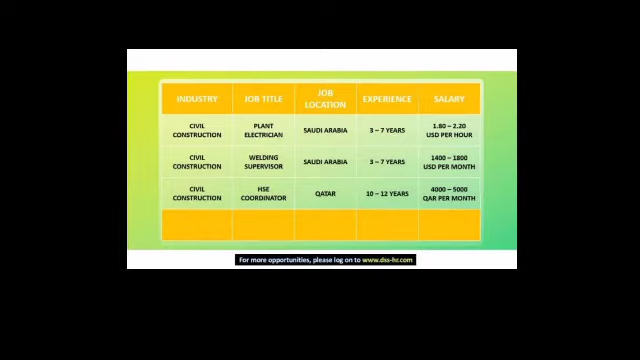 INDUSTRY JOB TITLE JOB LOCATION EXPERIENCE SALARY
CIVIL CONSTRUCTION PLANT ELECTRICIAN SAUDI ARABIA 3 – 7 YEARS 1.80 – 2.20 USD PER HOUR
CIVIL CONSTRUCTION WELDING SUPERVISOR SAUDI ARABIA 3 – 7 YEARS 1400 – 1800 USD PER MONTH
CIVIL CONSTRUCTION HSE COORDINATOR QATAR 10 – 12 YEARS 4000 – 5000 QAR PER MONTH
For more opportunities, please log on to www.dss-hr.com